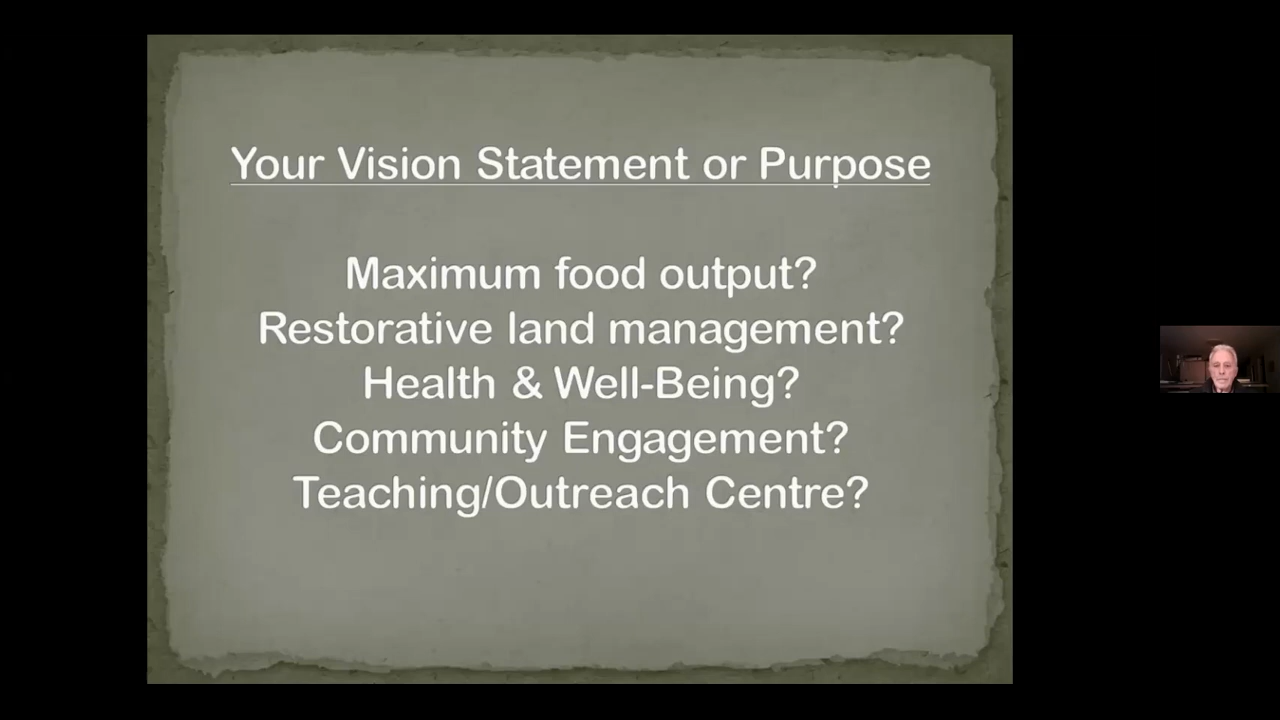 Your Vision Statement or Purpose
Maximum food output?
Restorative land management?
Health & Well-Being?
Community Engagement?
Teaching/Outreach Centre?